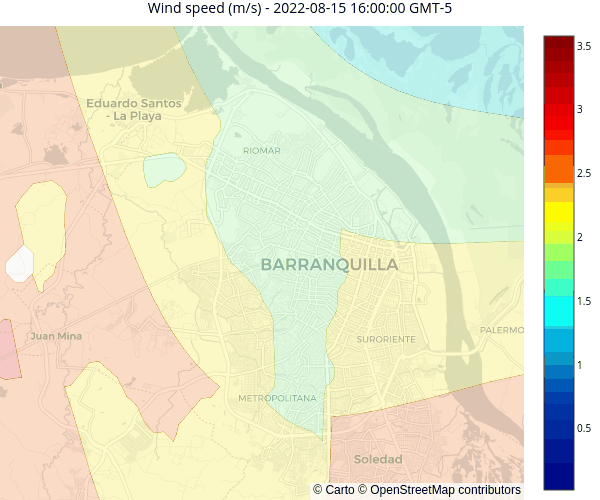 Wind speed (m/s) - 2022-08-15 16:00:00 GMT-5
3.5
3
2.5
2
1.5
1
0.5
Eduardo Santos
- La Playa
RIOMAR
BARRANQUILLA
Juan Mina
SURORIENTE
PALERMO
METROPOLITANA
Soledad
© Carto © OpenStreetMap contributors